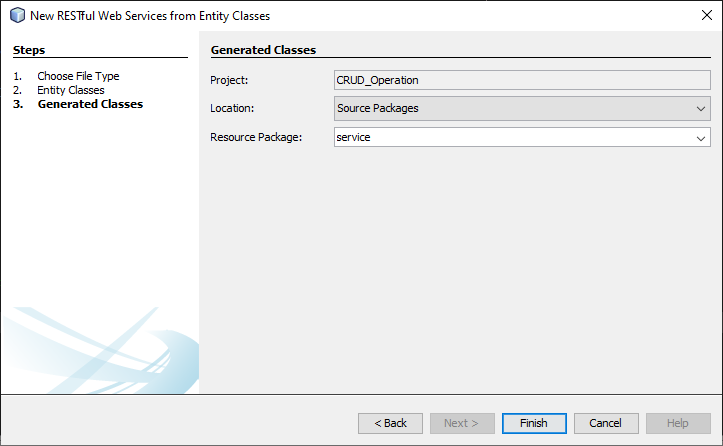 New RESTful Web Services from Entity Classes
Steps
1. Choose File Type
2. Entity Classes
3. Generated Classes
Generated Classes
Project: CRUD_Operation
Location: Source Packages
Resource Package: service
< Back Next > Finish Cancel Help